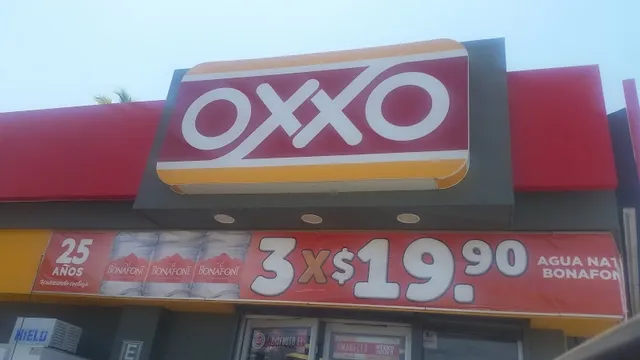 OXXO
25
AÑOS
BONAFONT
BONAFONT
BONAFONT
3x$19.90
AGUA NAT
BONAFON
HIELO
E